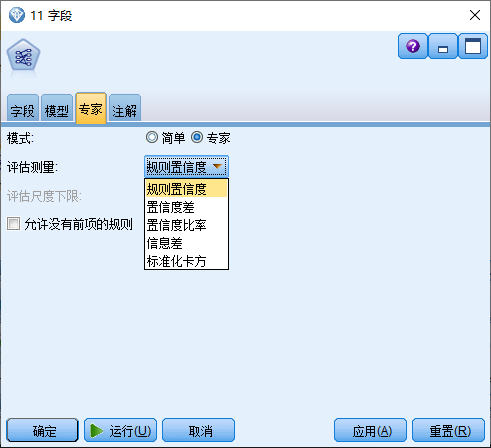 11 字段
字段 模型 专家 注解
模式: 简单 专家
评估测量: 规则置信度
评估尺度下限: 规则置信度
置信度差
允许没有前项的规则 置信度比率
信息差
标准化卡方
确定 运行(U) 取消 应用(A) 重置(R)